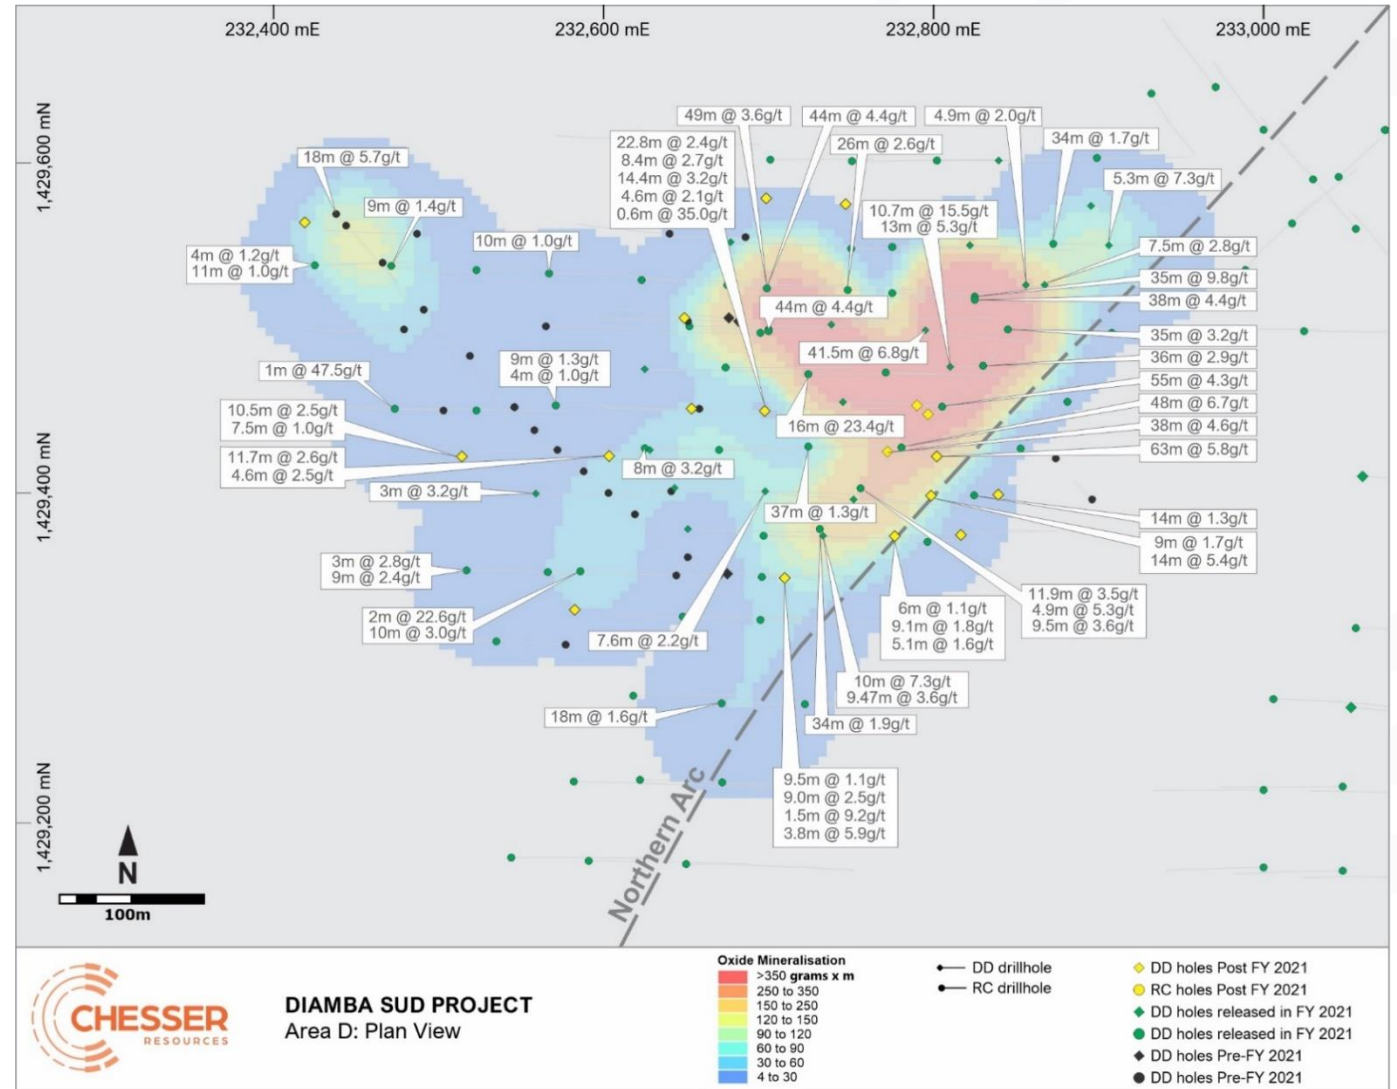 232,400 mE
232,600 mE
232,800 mE
233,000 mE
1,429,600 mN
1,429,400 mN
1,429,200 mN
49m @ 3.6g/t
44m @ 4.4g/t
4.9m @ 2.0g/t
34m @ 1.7g/t
22.8m @ 2.4g/t
8.4m @ 2.7g/t
14.4m @ 3.2g/t
4.6m @ 2.1g/t
0.6m @ 35.0g/t
26m @ 2.6g/t
18m @ 5.7g/t
5.3m @ 7.3g/t
9m @ 1.4g/t
10.7m @ 15.5g/t
13m @ 5.3g/t
10m @ 1.0g/t
4m @ 1.2g/t
11m @ 1.0g/t
7.5m @ 2.8g/t
35m @ 9.8g/t
38m @ 4.4g/t
44m @ 4.4g/t
35m @ 3.2g/t
41.5m @ 6.8g/t
36m @ 2.9g/t
9m @ 1.3g/t
4m @ 1.0g/t
1m @ 47.5g/t
55m @ 4.3g/t
48m @ 6.7g/t
10.5m @ 2.5g/t
7.5m @ 1.0g/t
16m @ 23.4g/t
38m @ 4.6g/t
63m @ 5.8g/t
11.7m @ 2.6g/t
4.6m @ 2.5g/t
8m @ 3.2g/t
3m @ 3.2g/t
37m @ 1.3g/t
14m @ 1.3g/t
9m @ 1.7g/t
14m @ 5.4g/t
3m @ 2.8g/t
9m @ 2.4g/t
11.9m @ 3.5g/t
4.9m @ 5.3g/t
9.5m @ 3.6g/t
6m @ 1.1g/t
9.1m @ 1.8g/t
5.1m @ 1.6g/t
2m @ 22.6g/t
10m @ 3.0g/t
7.6m @ 2.2g/t
10m @ 7.3g/t
9.47m @ 3.6g/t
18m @ 1.6g/t
34m @ 1.9g/t
9.5m @ 1.1g/t
9.0m @ 2.5g/t
1.5m @ 9.2g/t
3.8m @ 5.9g/t
Northern Arc
N
100m
CHESSER
RESOURCES
DIAMBA SUD PROJECT
Area D: Plan View
Oxide Mineralisation
>350 grams x m
250 to 350
150 to 250
120 to 150
90 to 120
60 to 90
30 to 60
4 to 30
DD drillhole
RC drillhole
DD holes Post FY 2021
RC holes Post FY 2021
DD holes released in FY 2021
DD holes released in FY 2021
DD holes Pre-FY 2021
DD holes Pre-FY 2021